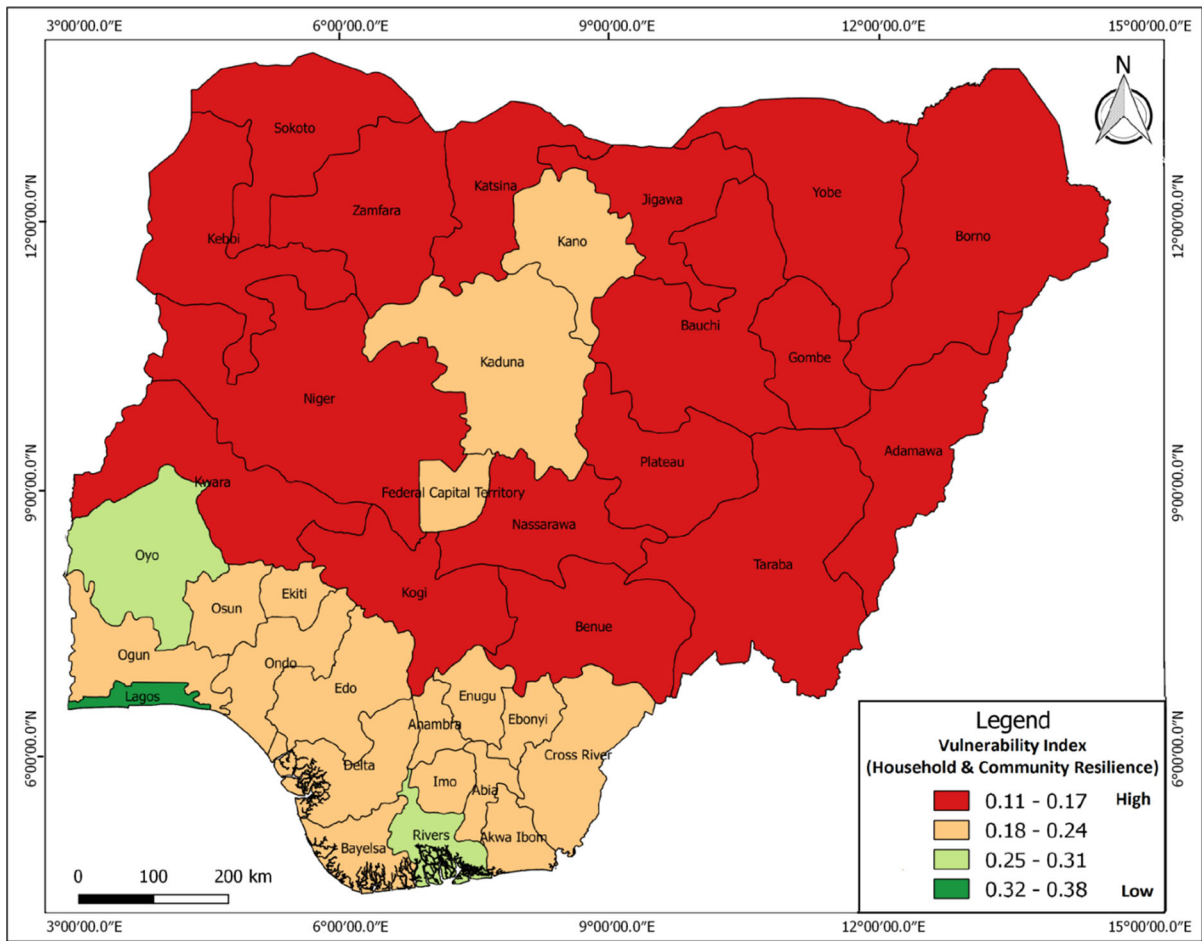 3°00′00.0″E 6°00′00.0″E 9°00′00.0″E 12°00′00.0″E 15°00′00.0″E
N
Sokoto
Katsina
Jigawa
Yobe
Zamfara
Borno
Kebbi
Kano
12°00′00.0″N
12°00′00.0″N
Bauchi
Gombe
Kaduna
Niger
Adamawa
Plateau
Kwara
Federal Capital Territory
9°00′00.0″N
9°00′00.0″N
Nassarawa
Oyo
Taraba
Kogi
Osun
Ekiti
Benue
Ogun
Ondo
Lagos
Edo
Enugu
Anambra
Ebonyi
Cross River
6°00′00.0″N
6°00′00.0″N
Delta
Imo
Abia
Rivers
Akwa Ibom
Bayelsa
Legend
Vulnerability Index
(Household & Community Resilience)
0.11 - 0.17 High
0.18 - 0.24
0.25 - 0.31
0.32 - 0.38 Low
0 100 200 km
3°00′00.0″E 6°00′00.0″E 9°00′00.0″E 12°00′00.0″E 15°00′00.0″E